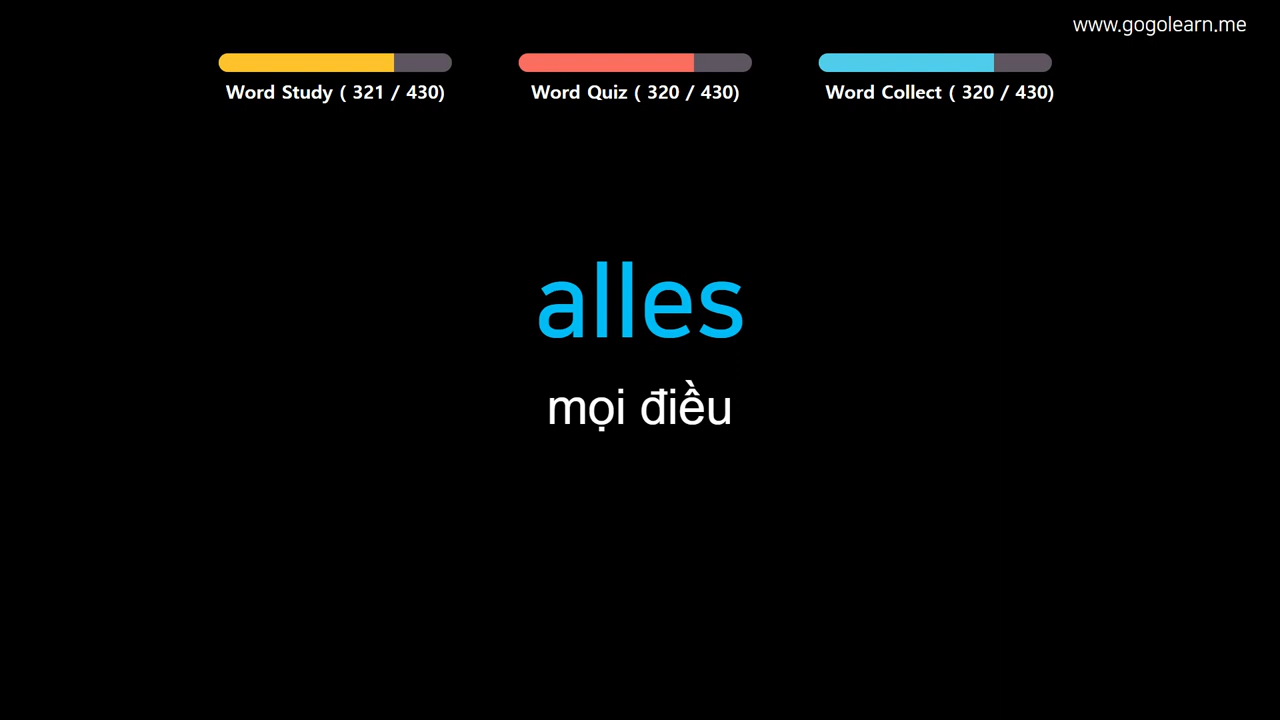 www.gogolearn.me
Word Study ( 321 / 430)
Word Quiz ( 320 / 430)
Word Collect ( 320 / 430)
alles
mọi điều